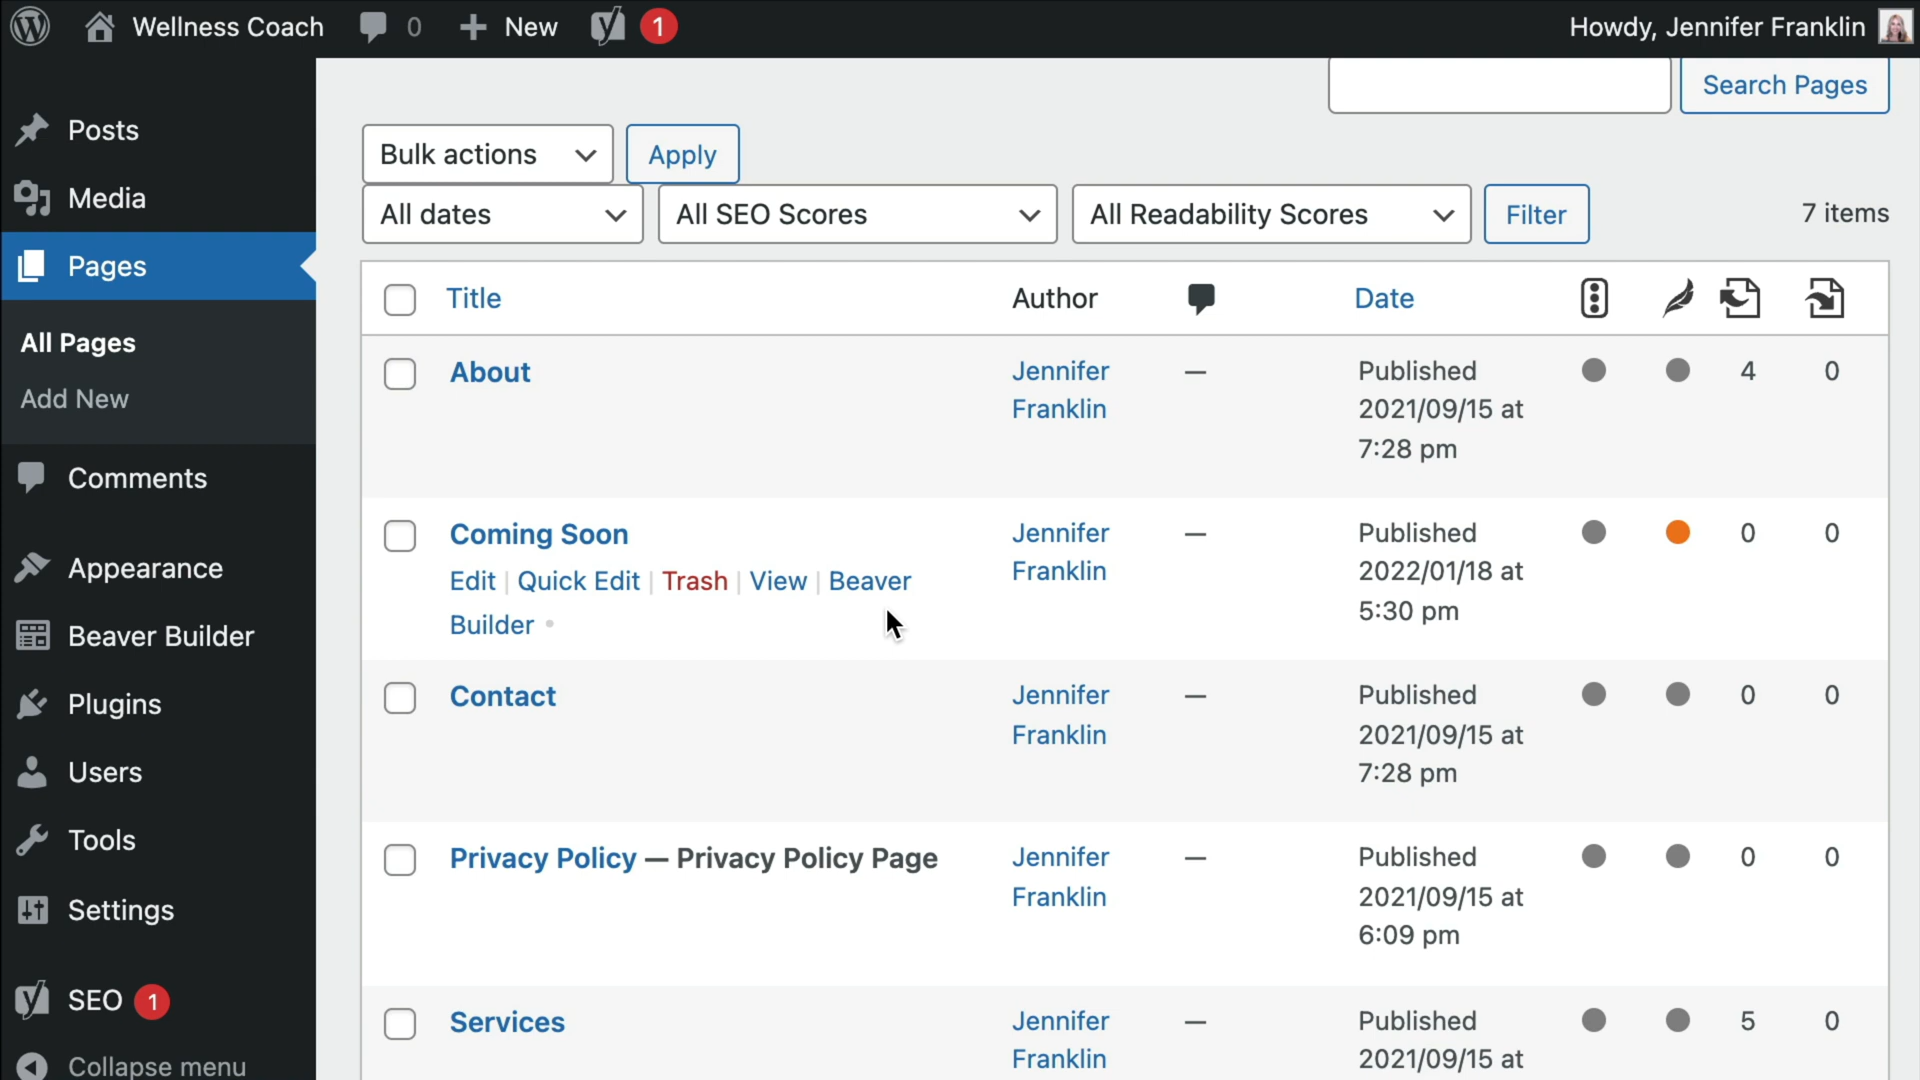 Wellness Coach 0 New 1 Howdy, Jennifer Franklin
Posts
Media
Pages
All Pages
Add New
Comments
Appearance
Beaver Builder
Plugins
Users
Tools
Settings
SEO 1
Collapse menu
Search Pages
Bulk actions Apply
All dates All SEO Scores All Readability Scores Filter 7 items
Title Author Date
About Jennifer — Published 4 0
Franklin 2021/09/15 at
7:28 pm
Coming Soon Jennifer — Published 0 0
Edit | Quick Edit | Trash | View | Beaver Franklin 2022/01/18 at
Builder 5:30 pm
Contact Jennifer — Published 0 0
Franklin 2021/09/15 at
7:28 pm
Privacy Policy — Privacy Policy Page Jennifer — Published 0 0
Franklin 2021/09/15 at
6:09 pm
Services Jennifer — Published 5 0
Franklin 2021/09/15 at